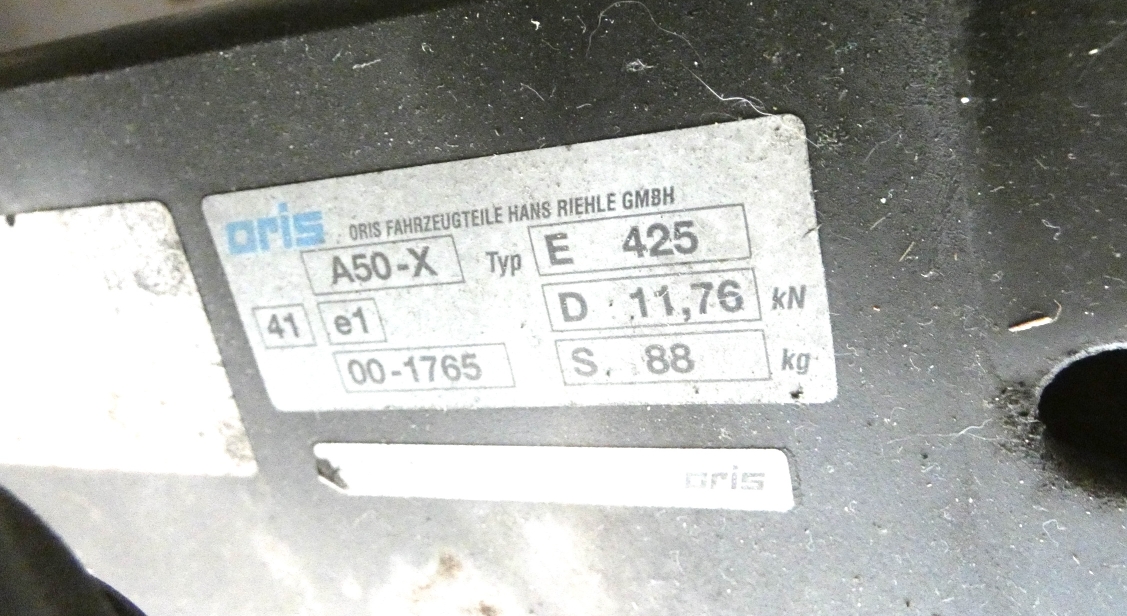 oris ORIS FAHRZEUGTEILE HANS RIEHLE GMBH
A50-X Typ E 425
41 e1 D 11,76 kN
00-1765 S 88 kg
oris